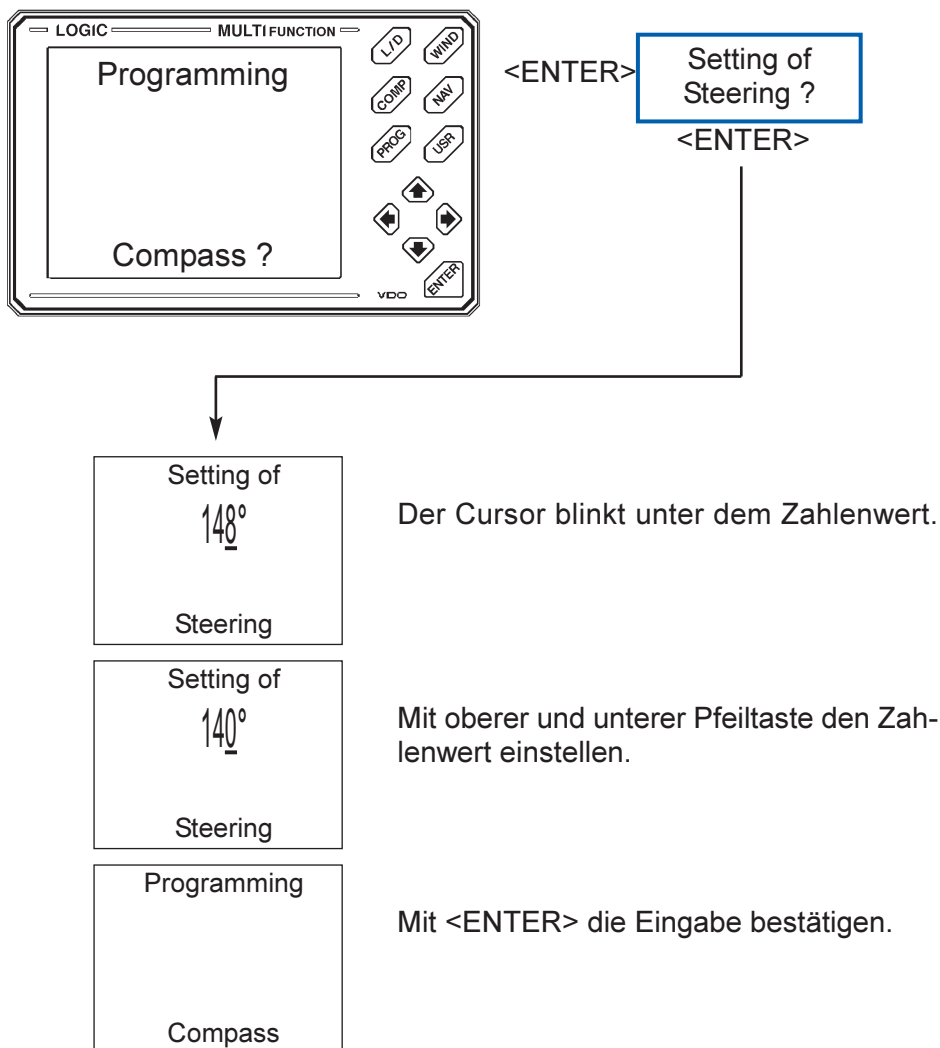 LOGIC MULTI FUNCTION
Programming
Compass ?
L/D
WIND
COMP
NAV
PROG
USR
ENTER
VDO
<ENTER>
Setting of
Steering ?
<ENTER>
Setting of
148°
Steering
Der Cursor blinkt unter dem Zahlenwert.
Setting of
140°
Steering
Mit oberer und unterer Pfeiltaste den Zah-
lenwert einstellen.
Programming
Compass
Mit <ENTER> die Eingabe bestätigen.